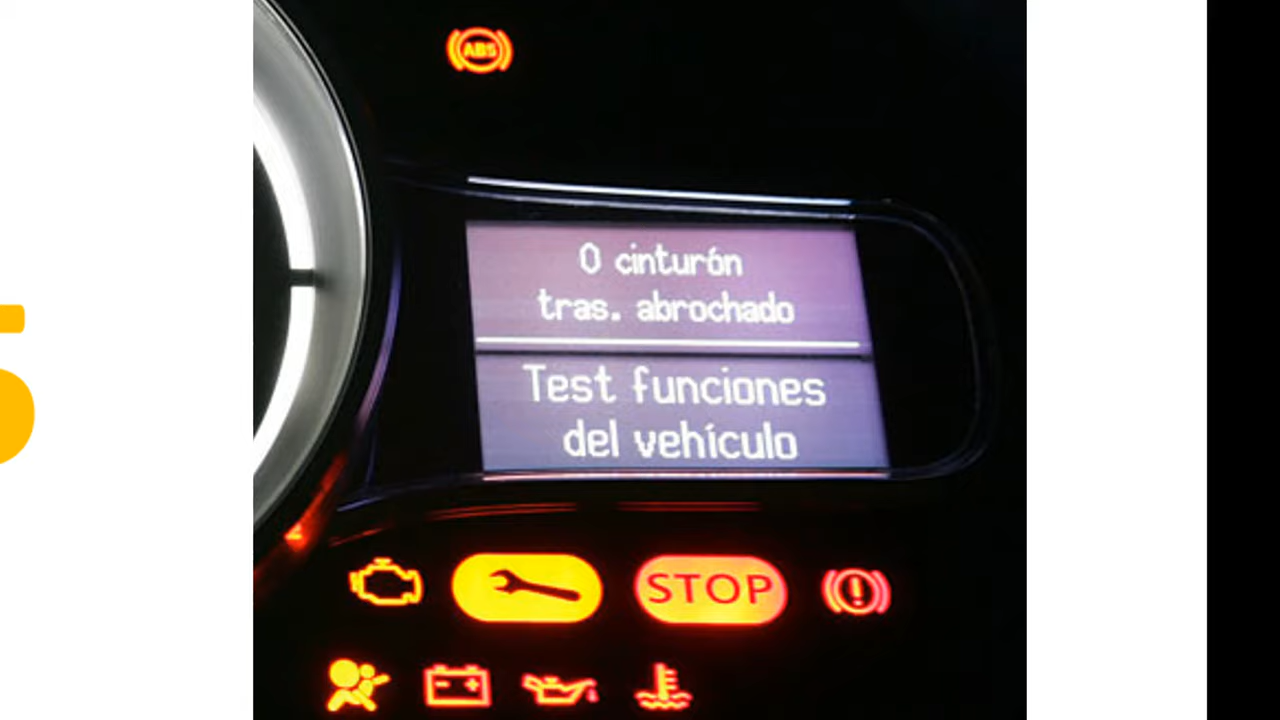 ABS
0 cinturón
tras. abrochado
Test funciones
del vehículo
STOP